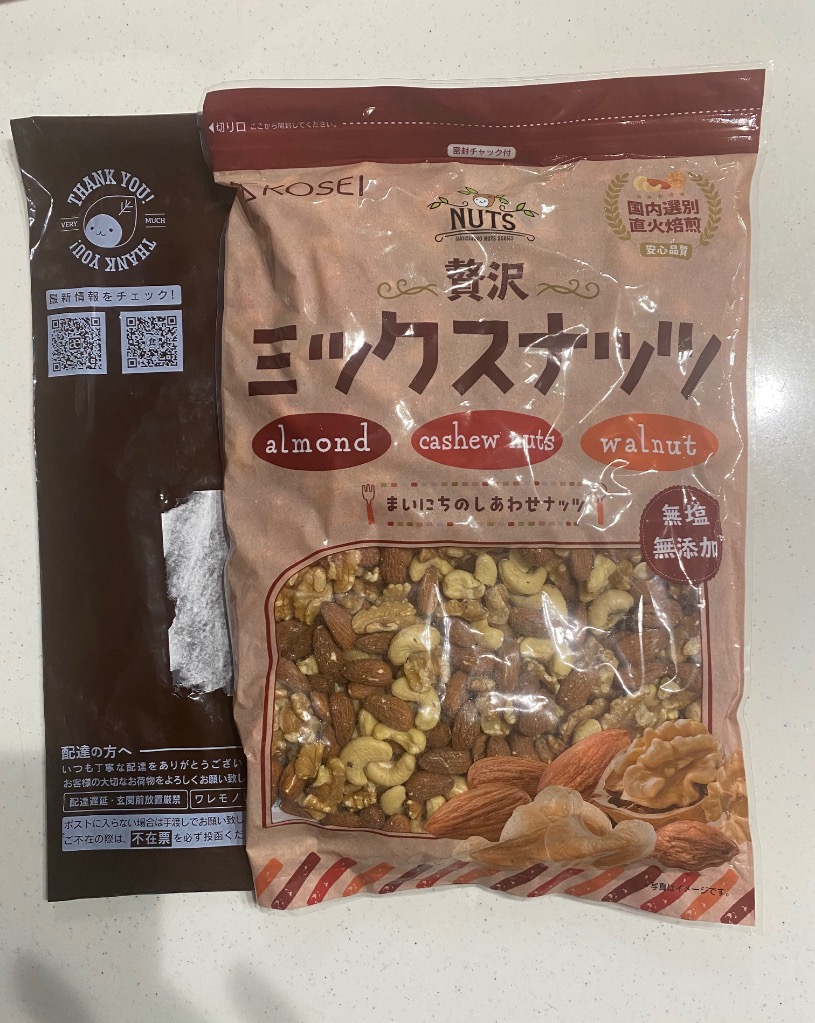 THANK YOU!
VERY
MUCH
THANK YOU!
最新情報をチェック!
配達の方へ
いつも丁寧な配達をありがとうござい
お客様の大切なお荷物をよろしくお願い致し
配達遅延・玄関前放置厳禁
ワレモノ
ポストに入らない場合は手渡しでお願い致し
ご不在の際は、不在票を必ず投函くだ
切り口 ここから開封してください。
密封チャック付
KOSEI
NUTS
国内選別
直火焙煎
安心品質
贅沢
ミックスナッツ
almond
cashew nuts
walnut
まいにちのしあわせナッツ
無塩
無添加
写真はイメージです。